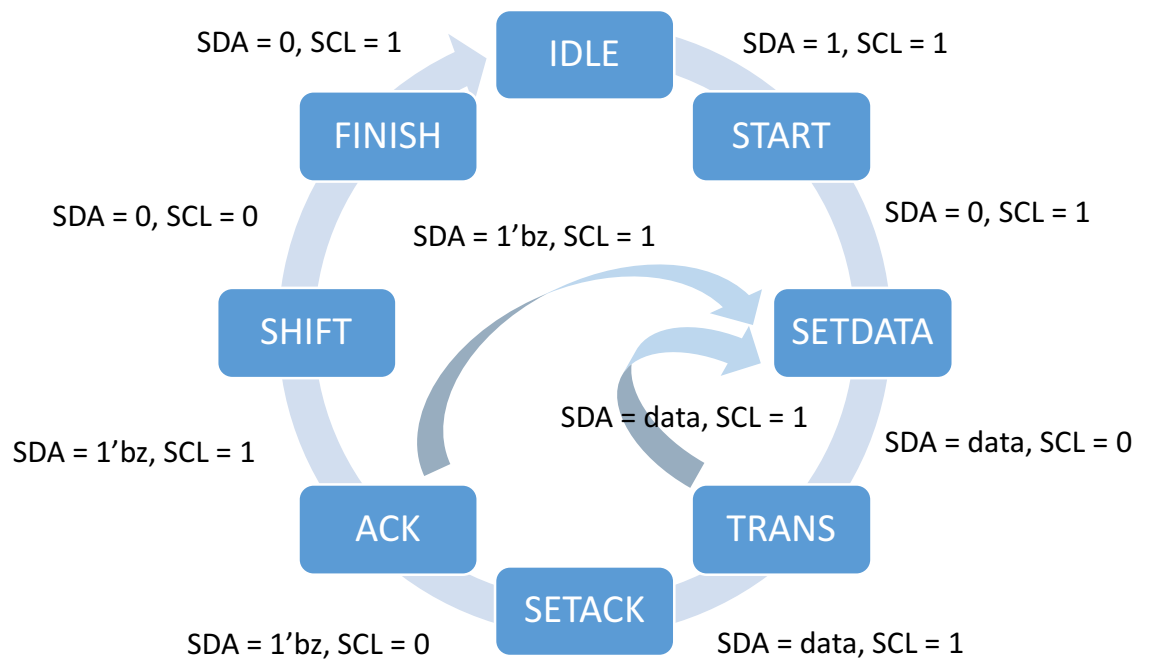 SDA = 0, SCL = 1
IDLE
SDA = 1, SCL = 1
FINISH
START
SDA = 0, SCL = 0
SDA = 1’bz, SCL = 1
SDA = 0, SCL = 1
SHIFT
SETDATA
SDA = data, SCL = 1
SDA = 1’bz, SCL = 1
SDA = data, SCL = 0
ACK
TRANS
SETACK
SDA = 1’bz, SCL = 0
SDA = data, SCL = 1